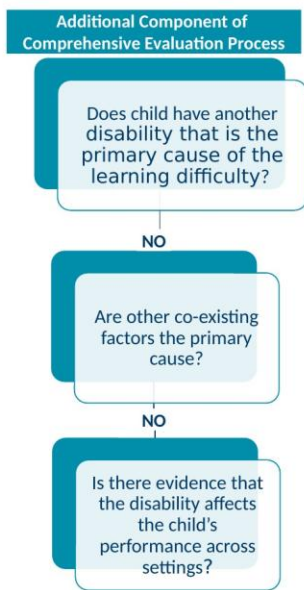 Additional Component of
Comprehensive Evaluation Process
Does child have another
disability that is the
primary cause of the
learning difficulty?
NO
Are other co-existing
factors the primary
cause?
NO
Is there evidence that
the disability affects
the child's
performance across
settings?